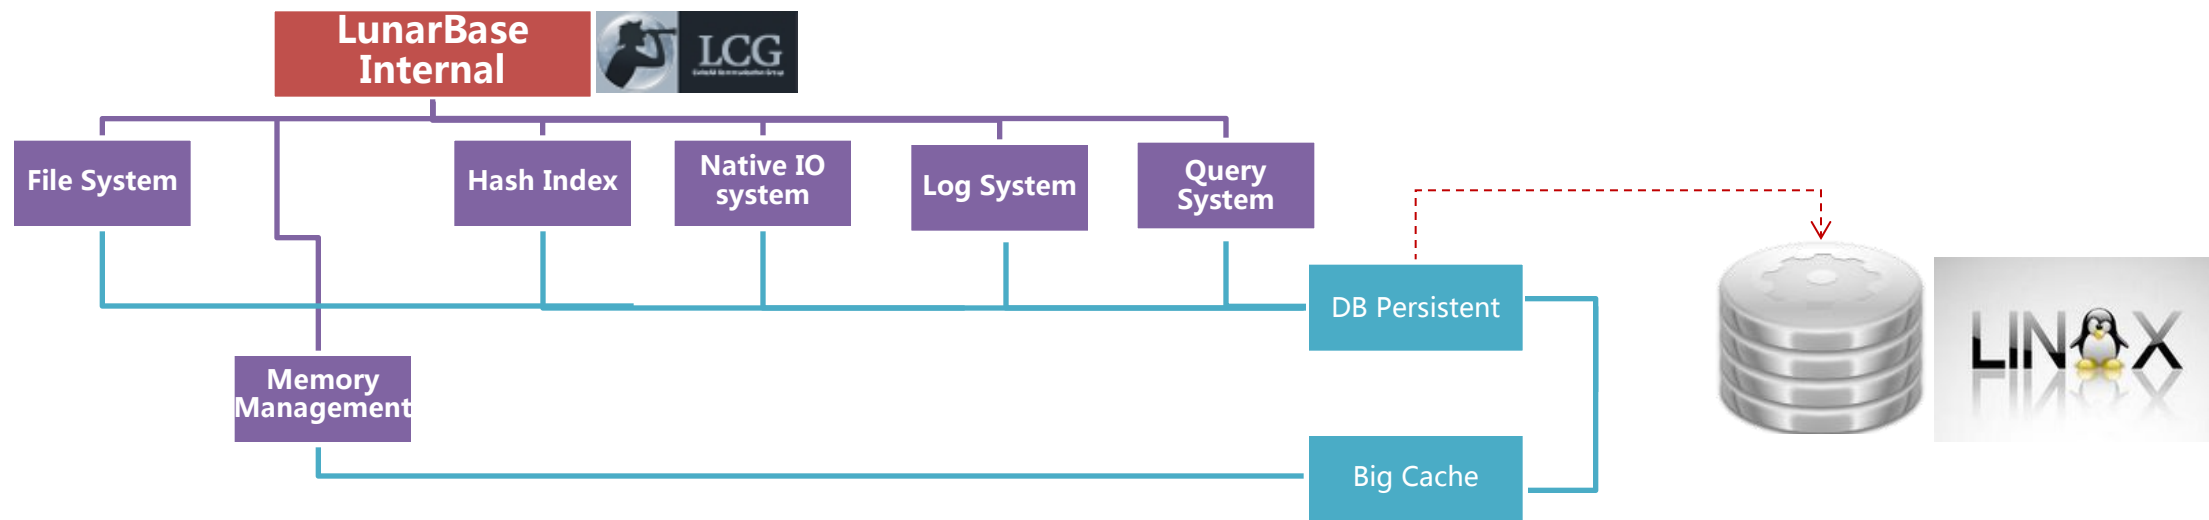 LunarBase
Internal
LCG
File System
Hash Index
Native IO
system
Log System
Query
System
DB Persistent
LINUX
Memory
Management
Big Cache